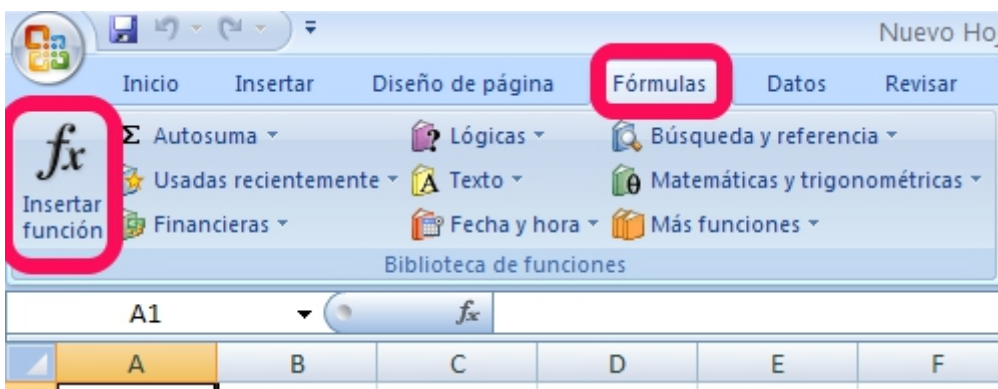 Nuevo Hoj
Inicio Insertar Diseño de página Fórmulas Datos Revisar
fx Insertar función
Σ Autosuma Lógicas Búsqueda y referencia
Usadas recientemente A Texto θ Matemáticas y trigonométricas
Financieras Fecha y hora Más funciones
Biblioteca de funciones
A1 fx
A B C D E F